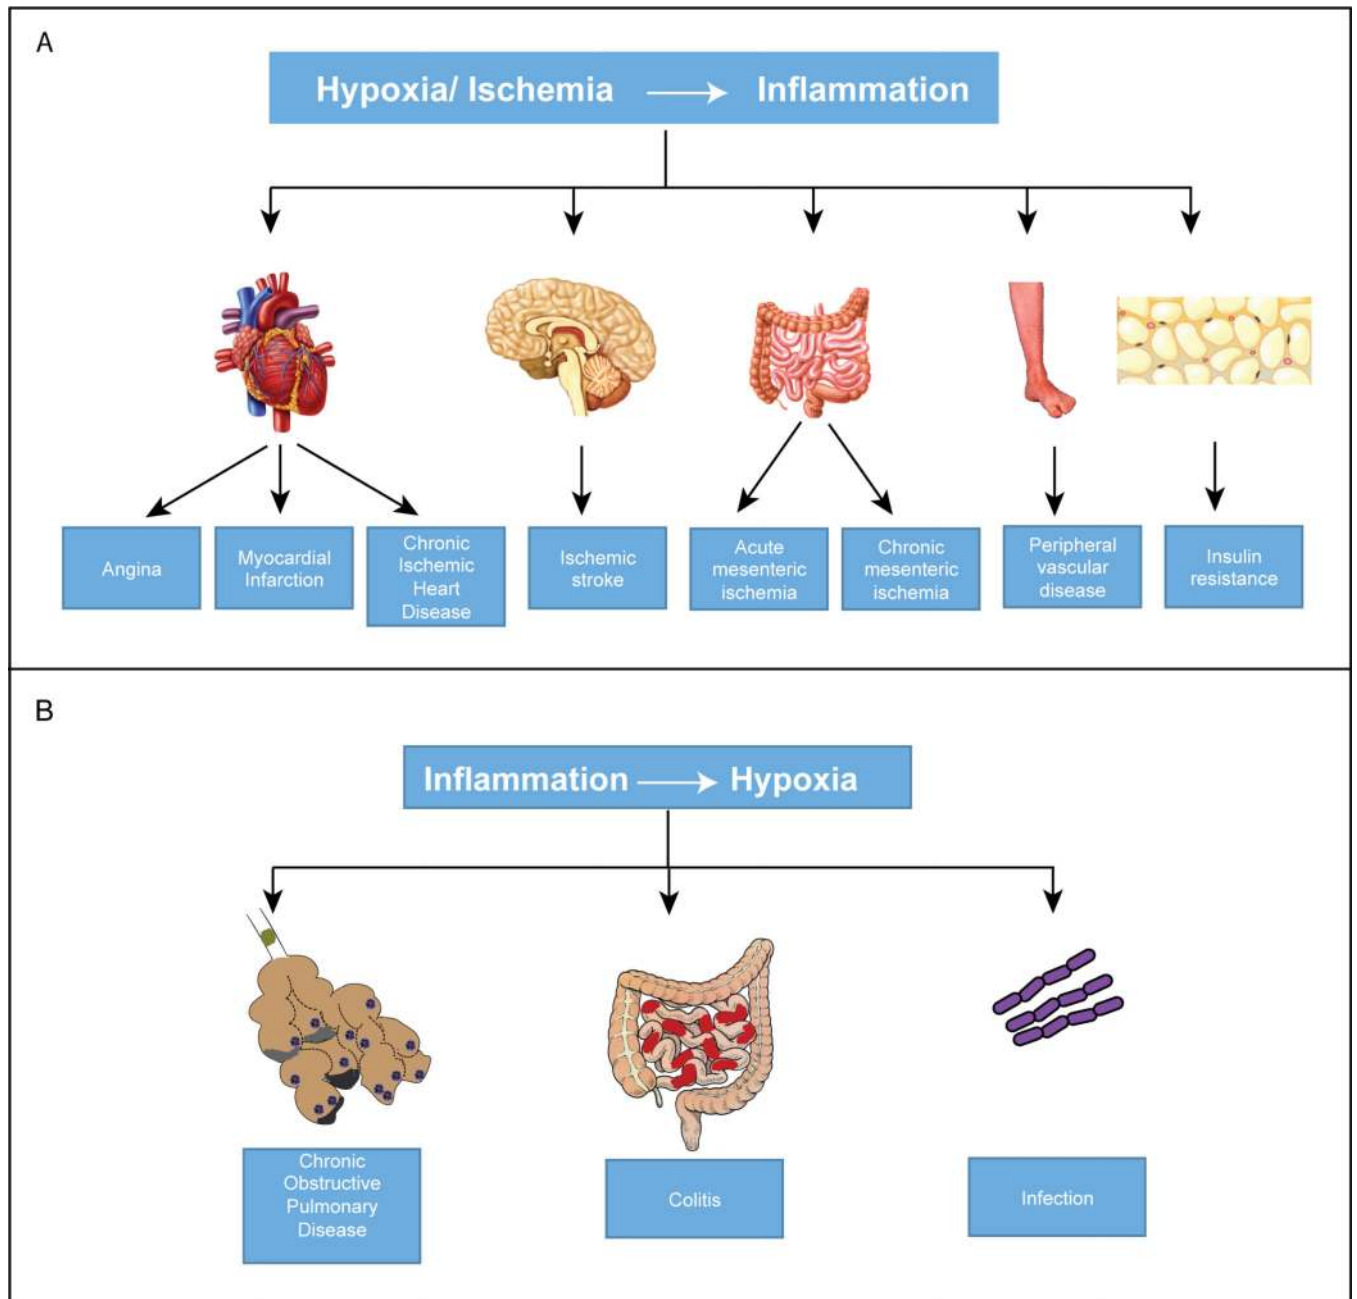 A
Hypoxia/ Ischemia → Inflammation
Angina
Myocardial
Infarction
Chronic
Ischemic
Heart
Disease
Ischemic
stroke
Acute
mesenteric
ischemia
Chronic
mesenteric
ischemia
Peripheral
vascular
disease
Insulin
resistance
B
Inflammation → Hypoxia
Chronic
Obstructive
Pulmonary
Disease
Colitis
Infection